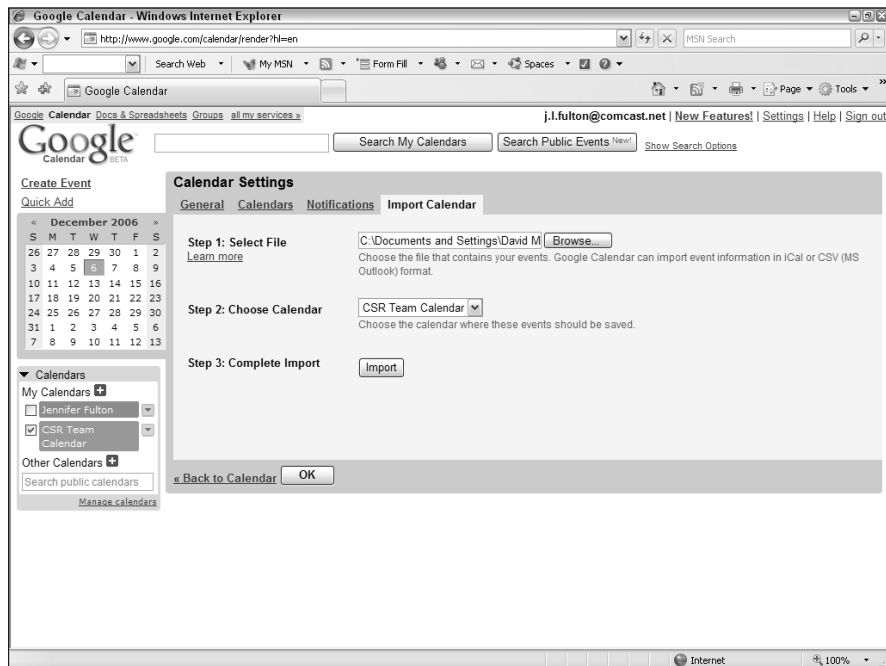 Google Calendar - Windows Internet Explorer
http://www.google.com/calendar/render?hl=en
MSN Search
Search Web
My MSN
Form Fill
Spaces
Google Calendar
Page
Tools
»
Google Calendar Docs & Spreadsheets Groups all my services »
j.l.fulton@comcast.net | New Features! | Settings | Help | Sign out
Google
Calendar BETA
Search My Calendars
Search Public Events New!
Show Search Options
Create Event
Quick Add
Calendar Settings
General Calendars Notifications Import Calendar
« December 2006 »
S M T W T F S
26 27 28 29 30 1 2
3 4 5 6 7 8 9
10 11 12 13 14 15 16
17 18 19 20 21 22 23
24 25 26 27 28 29 30
31 1 2 3 4 5 6
7 8 9 10 11 12 13
Step 1: Select File
Learn more
C:\Documents and Settings\David M
Browse...
Choose the file that contains your events. Google Calendar can import event information in iCal or CSV (MS
Outlook) format.
Step 2: Choose Calendar
CSR Team Calendar
Choose the calendar where these events should be saved.
Step 3: Complete Import
Import
Calendars
My Calendars
Jennifer Fulton
CSR Team
Calendar
Other Calendars
Search public calendars
Manage calendars
« Back to Calendar
OK
Internet
100%